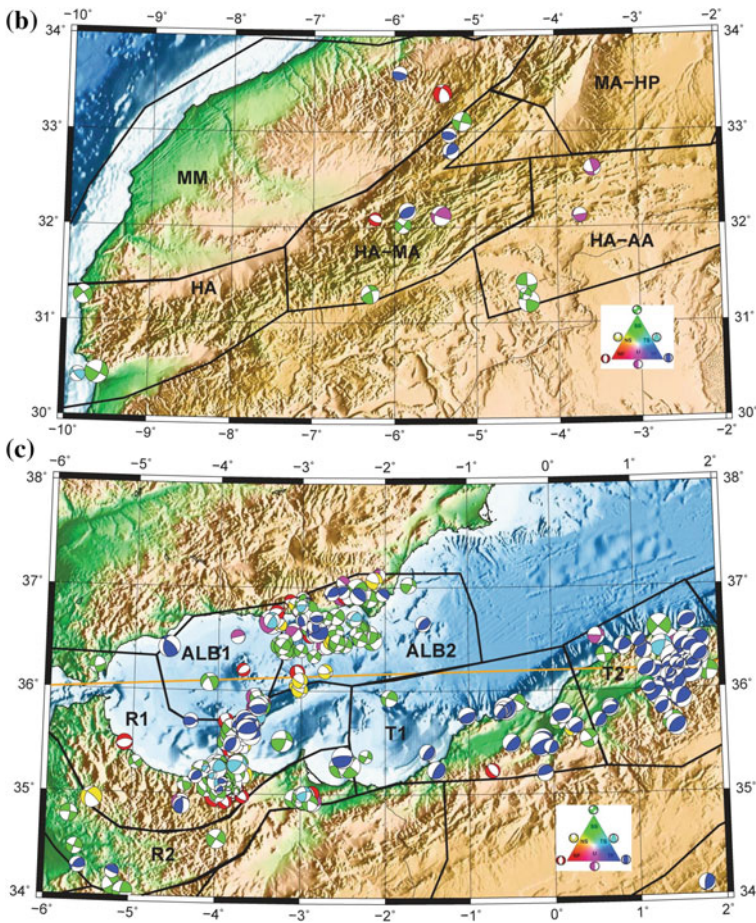 (b)
−10° −9° −8° −7° −6° −5° −4° −3° −2°
34° 34°
MA−HP
33° 33°
MM
32° 32°
HA−MA HA−AA
HA
31° 31°
30° 30°
−10° −9° −8° −7° −6° −5° −4° −3° −2°
(c)
−6° −5° −4° −3° −2° −1° 0° 1° 2°
38° 38°
37° 37°
ALB1 ALB2
36° 36°
T2
R1 T1
35° 35°
R2
34° 34°
−6° −5° −4° −3° −2° −1° 0° 1° 2°